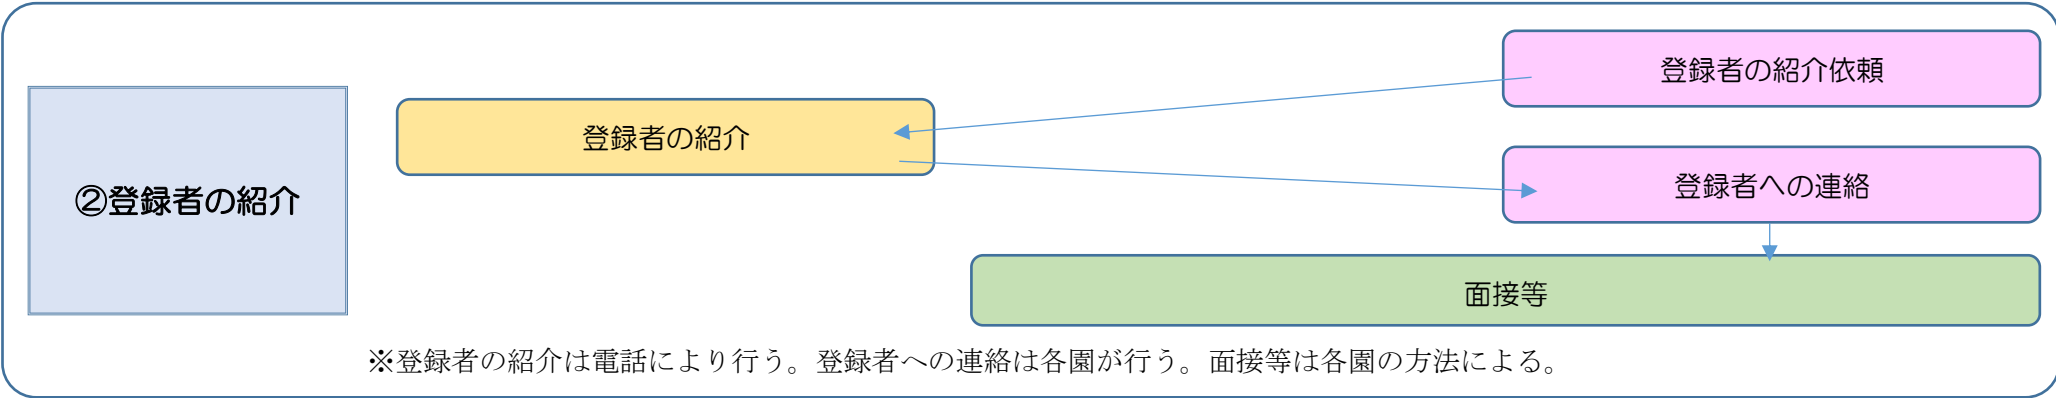 ②登録者の紹介
登録者の紹介依頼
登録者の紹介
登録者への連絡
面接等
※登録者の紹介は電話により行う。登録者への連絡は各園が行う。面接等は各園の方法による。